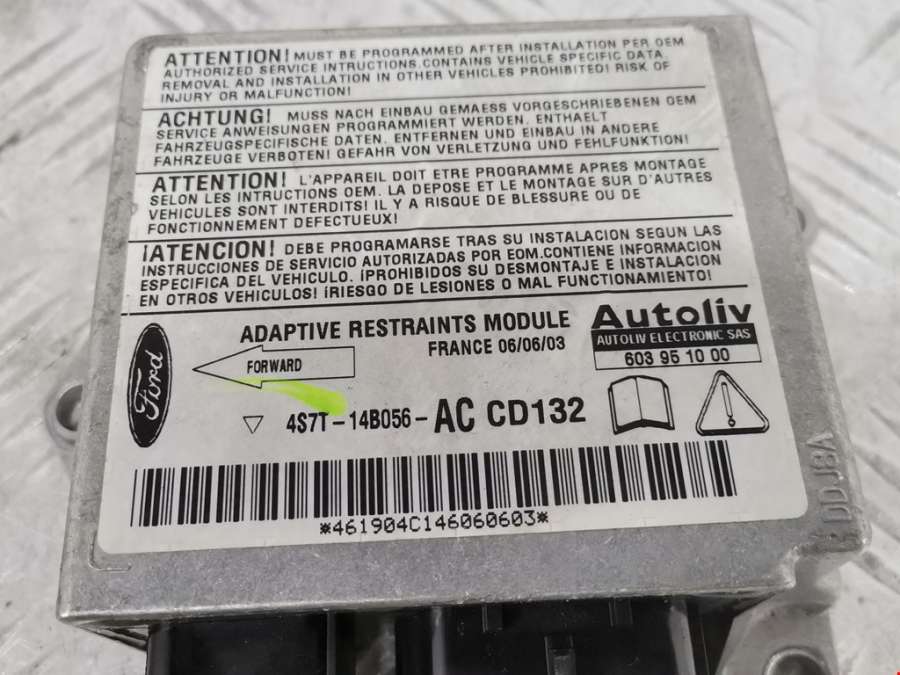 ATTENTION! MUST BE PROGRAMMED AFTER INSTALLATION PER OEM
AUTHORIZED SERVICE INTRUCTIONS.CONTAINS VEHICLE SPECIFIC DATA
REMOVAL AND INSTALLATION IN OTHER VEHICLES PROHIBITED! RISK OF
INJURY OR MALFUNCTION!
ACHTUNG! MUSS NACH EINBAU GEMAESS VORGESCHRIEBENEN OEM
SERVICE ANWEISUNGEN PROGRAMMIERT WERDEN. ENTHAELT
FAHRZEUGSPEZIFISCHE DATEN. ENTFERNEN UND EINBAU IN ANDERE
FAHRZEUGE VERBOTEN! GEFAHR VON VERLETZUNG UND FEHLFUNKTION!
ATTENTION! L'APPAREIL DOIT ETRE PROGRAMME APRES MONTAGE
SELON LES INTRUCTIONS OEM. LA DEPOSE ET LE MONTAGE SUR D'AUTRES
VEHICULES SONT INTERDITS! IL Y A RISQUE DE BLESSURE OU DE
FONCTIONNEMENT DEFECTUEUX!
¡ATENCION! DEBE PROGRAMARSE TRAS SU INSTALACION SEGUN LAS
INSTRUCCIONES DE SERVICIO AUTORIZADAS POR EOM.CONTIENE INFORMACION
ESPECIFICA DEL VEHICULO. ¡PROHIBIDOS SU DESMONTAJE E INSTALACION
EN OTROS VEHICULOS! ¡RIESGO DE LESIONES O MAL FUNCIONAMIENTO!
Ford
ADAPTIVE RESTRAINTS MODULE
FRANCE 06/06/03
Autoliv
AUTOLIV ELECTRONIC SAS
603 95 10 00
FORWARD
4S7T-14B056-AC CD132
*461904C146060603*